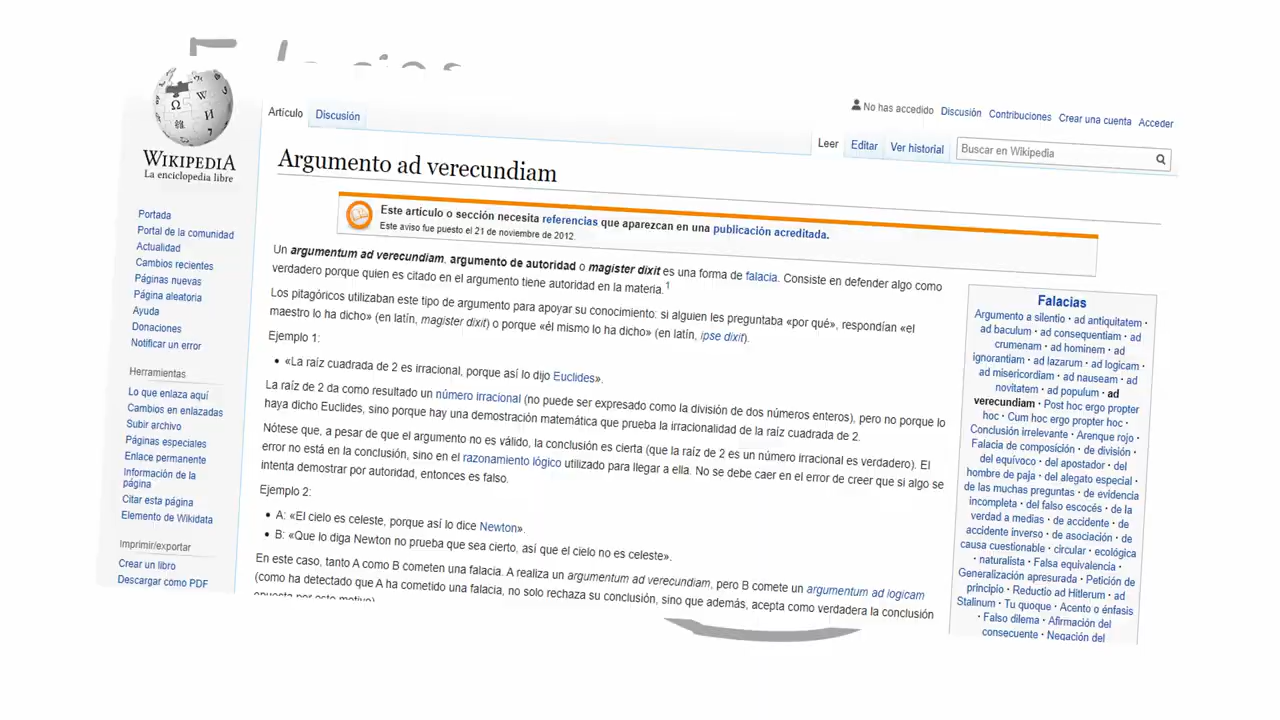 WIKIPEDIA
La enciclopedia libre
Portada
Portal de la comunidad
Actualidad
Cambios recientes
Páginas nuevas
Página aleatoria
Ayuda
Donaciones
Notificar un error
Herramientas
Lo que enlaza aquí
Cambios en enlazadas
Subir archivo
Páginas especiales
Enlace permanente
Información de la
página
Citar esta página
Elemento de Wikidata
Imprimir/exportar
Crear un libro
Descargar como PDF
No has accedido Discusión Contribuciones Crear una cuenta Acceder
Artículo Discusión
Leer Editar Ver historial Buscar en Wikipedia
Argumento ad verecundiam
Este artículo o sección necesita referencias que aparezcan en una publicación acreditada.
Este aviso fue puesto el 21 de noviembre de 2012.
Un argumentum ad verecundiam, argumento de autoridad o magister dixit es una forma de falacia. Consiste en defender algo como
verdadero porque quien es citado en el argumento tiene autoridad en la materia.1
Los pitagóricos utilizaban este tipo de argumento para apoyar su conocimiento: si alguien les preguntaba «por qué», respondían «el
maestro lo ha dicho» (en latín, magister dixit) o porque «él mismo lo ha dicho» (en latín, ipse dixit).
Ejemplo 1:
• «La raíz cuadrada de 2 es irracional, porque así lo dijo Euclides».
La raíz de 2 da como resultado un número irracional (no puede ser expresado como la división de dos números enteros), pero no porque lo
haya dicho Euclides, sino porque hay una demostración matemática que prueba la irracionalidad de la raíz cuadrada de 2.
Nótese que, a pesar de que el argumento no es válido, la conclusión es cierta (que la raíz de 2 es un número irracional es verdadero). El
error no está en la conclusión, sino en el razonamiento lógico utilizado para llegar a ella. No se debe caer en el error de creer que si algo se
intenta demostrar por autoridad, entonces es falso.
Ejemplo 2:
• A: «El cielo es celeste, porque así lo dice Newton».
• B: «Que lo diga Newton no prueba que sea cierto, así que el cielo no es celeste».
En este caso, tanto A como B cometen una falacia. A realiza un argumentum ad verecundiam, pero B comete un argumentum ad logicam
(como ha detectado que A ha cometido una falacia, no solo rechaza su conclusión, sino que además, acepta como verdadera la conclusión
Falacias
Argumento a silentio · ad antiquitatem ·
ad baculum · ad consequentiam · ad
crumenam · ad hominem · ad
ignorantiam · ad lazarum · ad logicam ·
ad misericordiam · ad nauseam · ad
novitatem · ad populum · ad
verecundiam · Post hoc ergo propter
hoc · Cum hoc ergo propter hoc ·
Conclusión irrelevante · Arenque rojo ·
Falacia de composición · de división ·
del equívoco · del apostador · del
hombre de paja · del alegato especial ·
de las muchas preguntas · de evidencia
incompleta · del falso escocés · de la
verdad a medias · de accidente · de
accidente inverso · de asociación · de
causa cuestionable · circular · ecológica
· naturalista · Falsa equivalencia ·
Generalización apresurada · Petición de
principio · Reductio ad Hitlerum · ad
Stalinum · Tu quoque · Acento o énfasis
· Falso dilema · Afirmación del
consecuente · Negación del